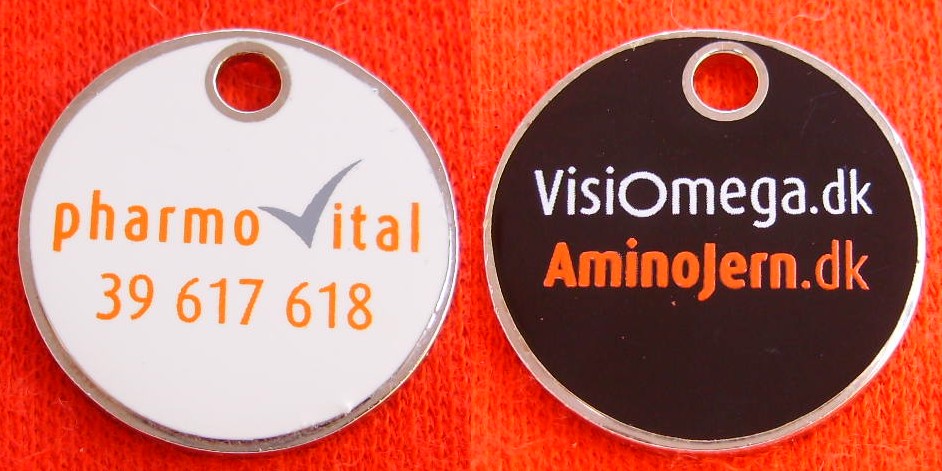 pharmovital
39 617 618
VisiOmega.dk
AminoJern.dk